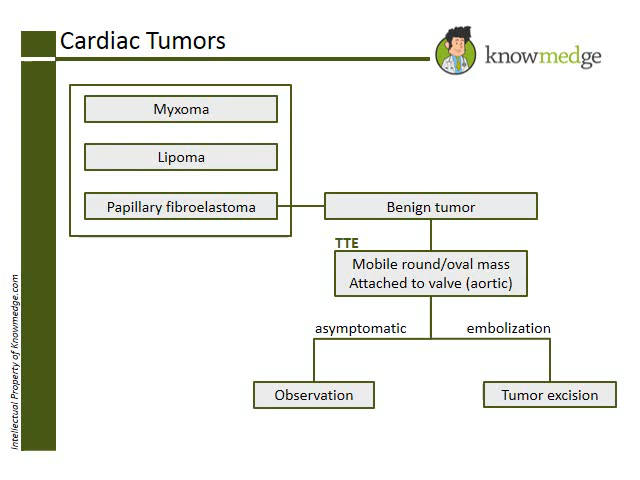 Cardiac Tumors
knowmedge
Myxoma
Lipoma
Papillary fibroelastoma
Benign tumor
TTE
Mobile round/oval mass
Attached to valve (aortic)
asymptomatic
embolization
Observation
Tumor excision
Intellectual Property of Knowmedge.com